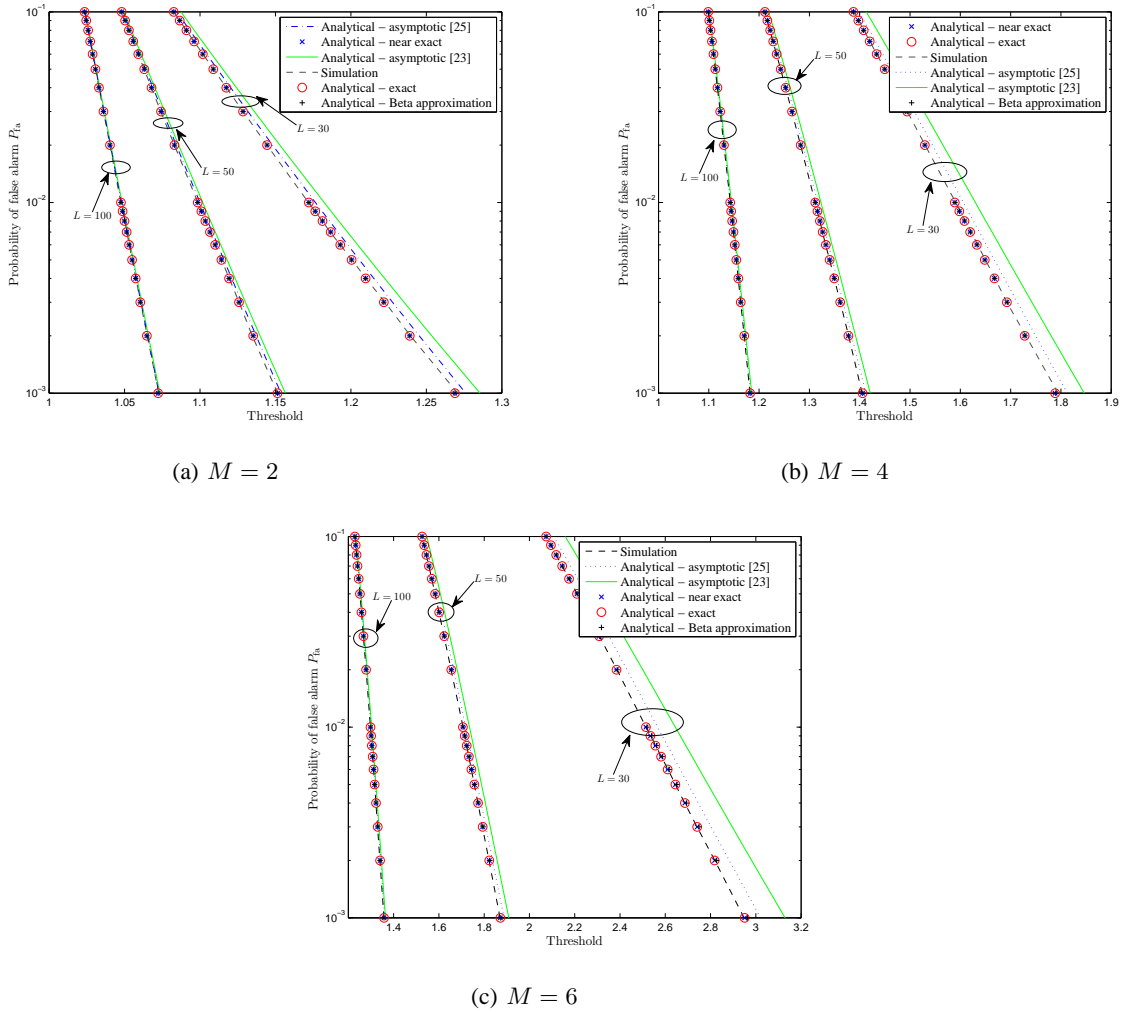 Analytical – asymptotic [25]
Analytical – near exact
Analytical – asymptotic [23]
Simulation
Analytical – exact
Analytical – Beta approximation
L = 30
L = 50
L = 100
Probability of false alarm P_fa
10^-1
10^-2
10^-3
1 1.05 1.1 1.15 1.2 1.25 1.3
Threshold
(a) M = 2
Analytical – near exact
Analytical – exact
Simulation
Analytical – asymptotic [25]
Analytical – asymptotic [23]
Analytical – Beta approximation
L = 50
L = 100
L = 30
Probability of false alarm P_fa
10^-1
10^-2
10^-3
1 1.1 1.2 1.3 1.4 1.5 1.6 1.7 1.8 1.9
Threshold
(b) M = 4
Simulation
Analytical – asymptotic [25]
Analytical – asymptotic [23]
Analytical – near exact
Analytical – exact
Analytical – Beta approximation
L = 50
L = 100
L = 30
Probability of false alarm P_fa
10^-1
10^-2
10^-3
1.4 1.6 1.8 2 2.2 2.4 2.6 2.8 3 3.2
Threshold
(c) M = 6